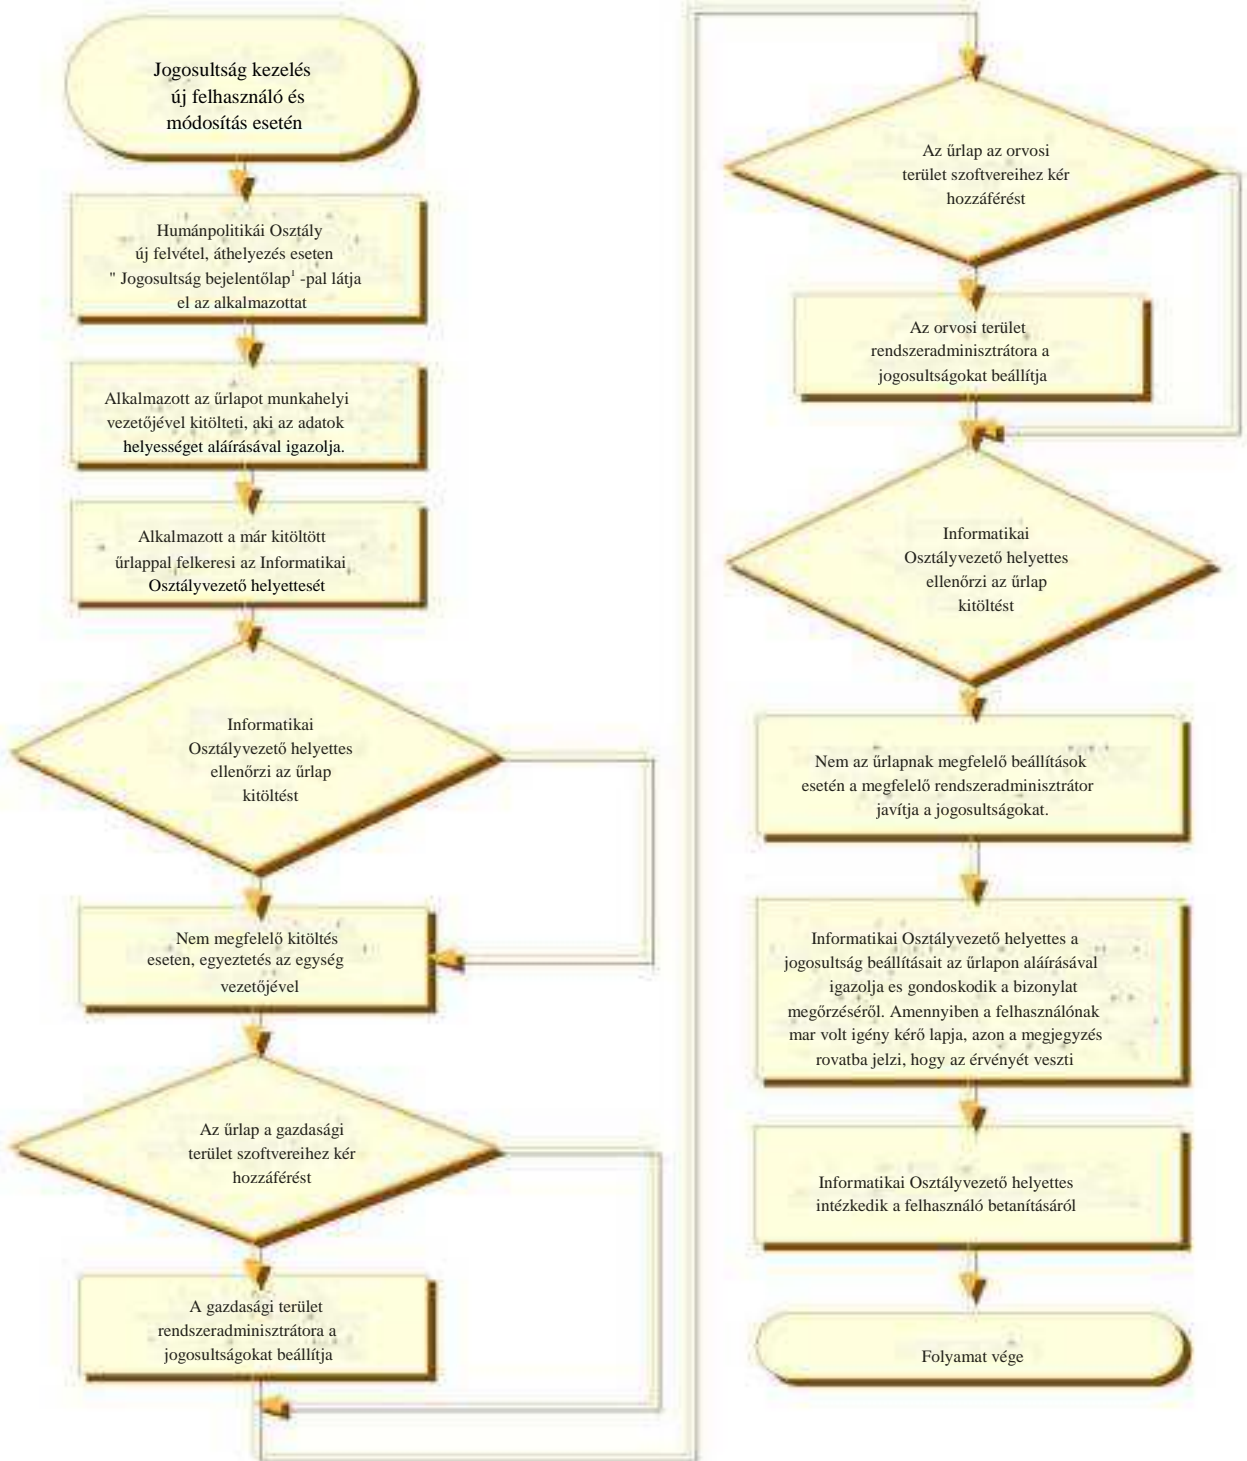 Jogosultság kezelés
új felhasználó és
módosítás esetén
Humánpolitikái Osztály
új felvétel, áthelyezés eseten
" Jogosultság bejelentőlap¹ -pal látja
el az alkalmazottat
Alkalmazott az űrlapot munkahelyi
vezetőjével kitölteti, aki az adatok
helyességet aláírásával igazolja.
Alkalmazott a már kitöltött
űrlappal felkeresi az Informatikai
Osztályvezető helyettesét
Informatikai
Osztályvezető helyettes
ellenőrzi az űrlap
kitöltést
Nem megfelelő kitöltés
eseten, egyeztetés az egység
vezetőjével
Az űrlap a gazdasági
terület szoftvereihez kér
hozzáférést
A gazdasági terület
rendszeradminisztrátora a
jogosultságokat beállítja
Az űrlap az orvosi
terület szoftvereihez kér
hozzáférést
Az orvosi terület
rendszeradminisztrátora a
jogosultságokat beállítja
Informatikai
Osztályvezető helyettes
ellenőrzi az űrlap
kitöltést
Nem az űrlapnak megfelelő beállítások
esetén a megfelelő rendszeradminisztrátor
javítja a jogosultságokat.
Informatikai Osztályvezető helyettes a
jogosultság beállításait az űrlapon aláírásával
igazolja es gondoskodik a bizonylat
megőrzéséről. Amennyiben a felhasználónak
mar volt igény kérő lapja, azon a megjegyzés
rovatba jelzi, hogy az érvényét veszti
Informatikai Osztályvezető helyettes
intézkedik a felhasználó betanításáról
Folyamat vége